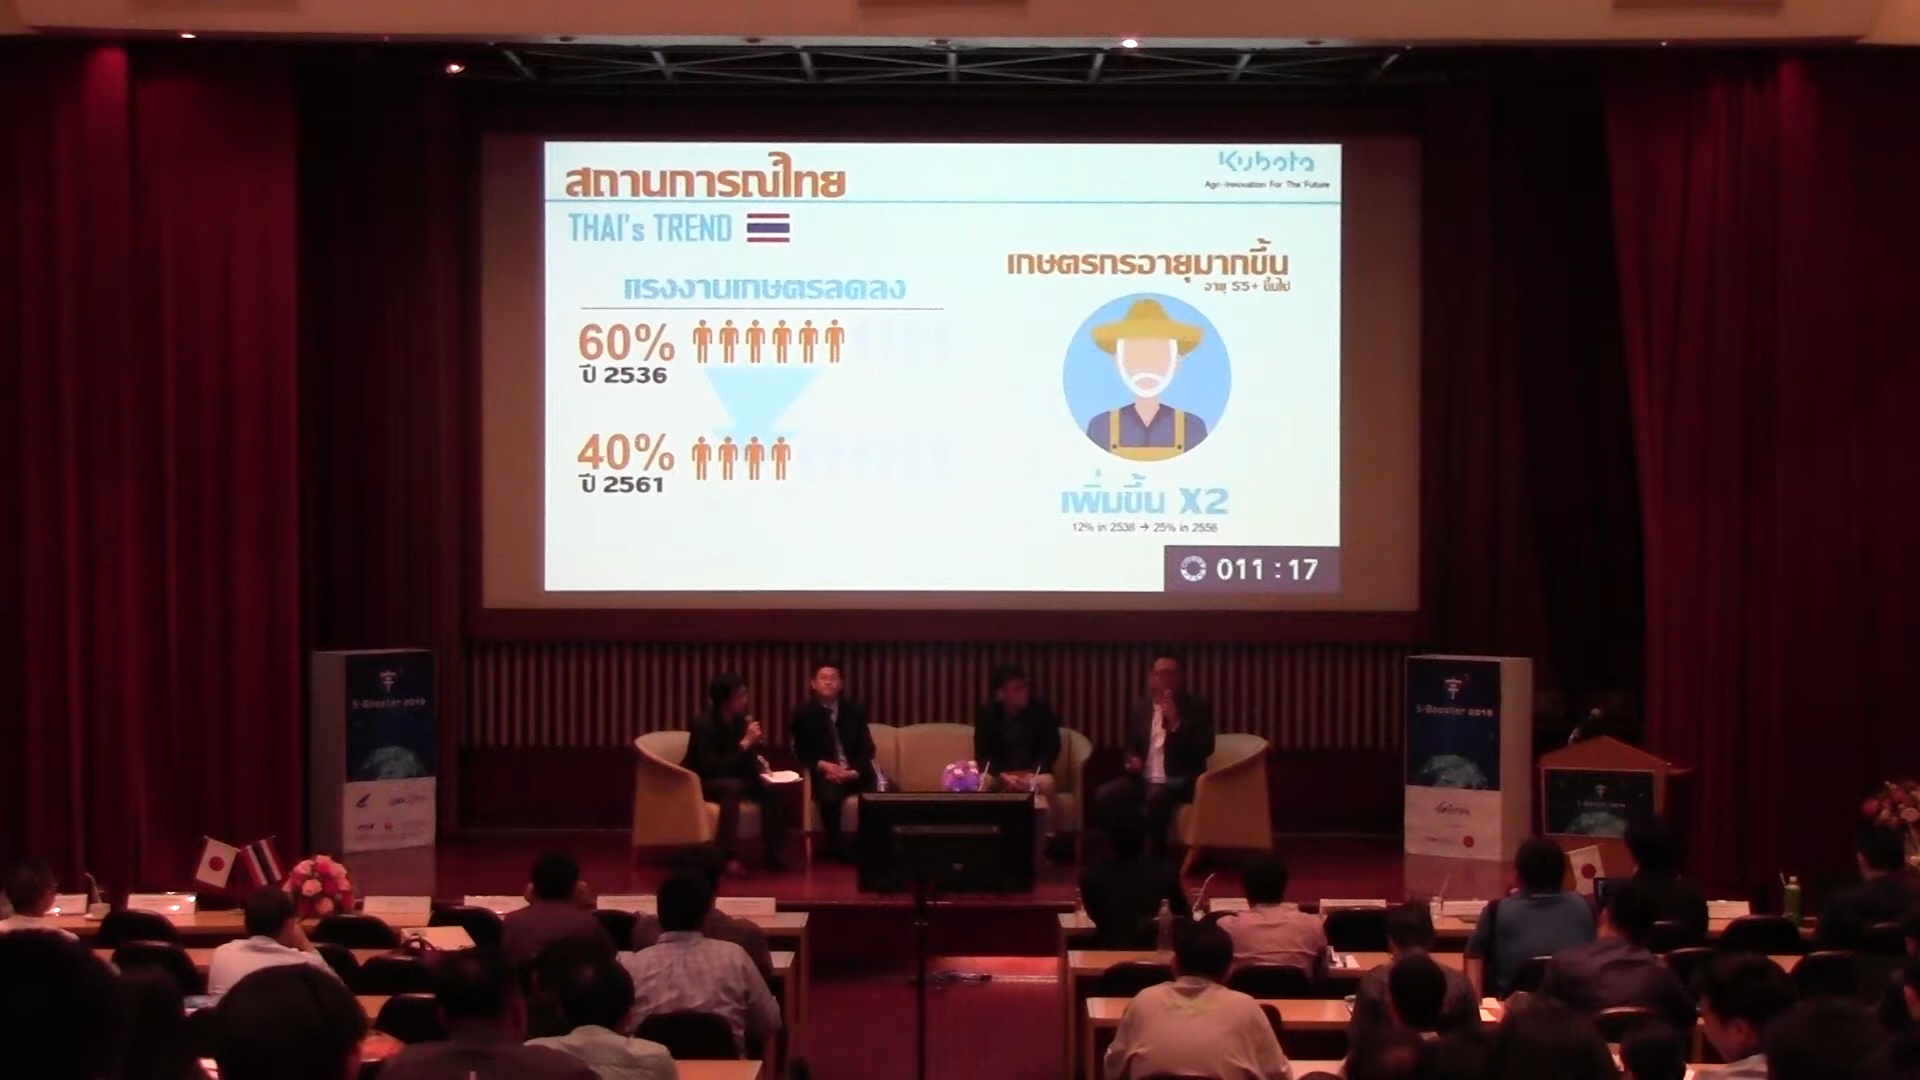 สถานการณ์ไทย
Kubota
Agri-Innovation For The Future
THAI's TREND
แรงงานเกษตรลดลง
60%
ปี 2536
40%
ปี 2561
เกษตรกรอายุมากขึ้น
อายุ 55+ ขึ้นไป
เพิ่มขึ้น X2
12% in 2536 → 25% in 2556
011 : 17
S-Booster 2019
S-Booster 2019